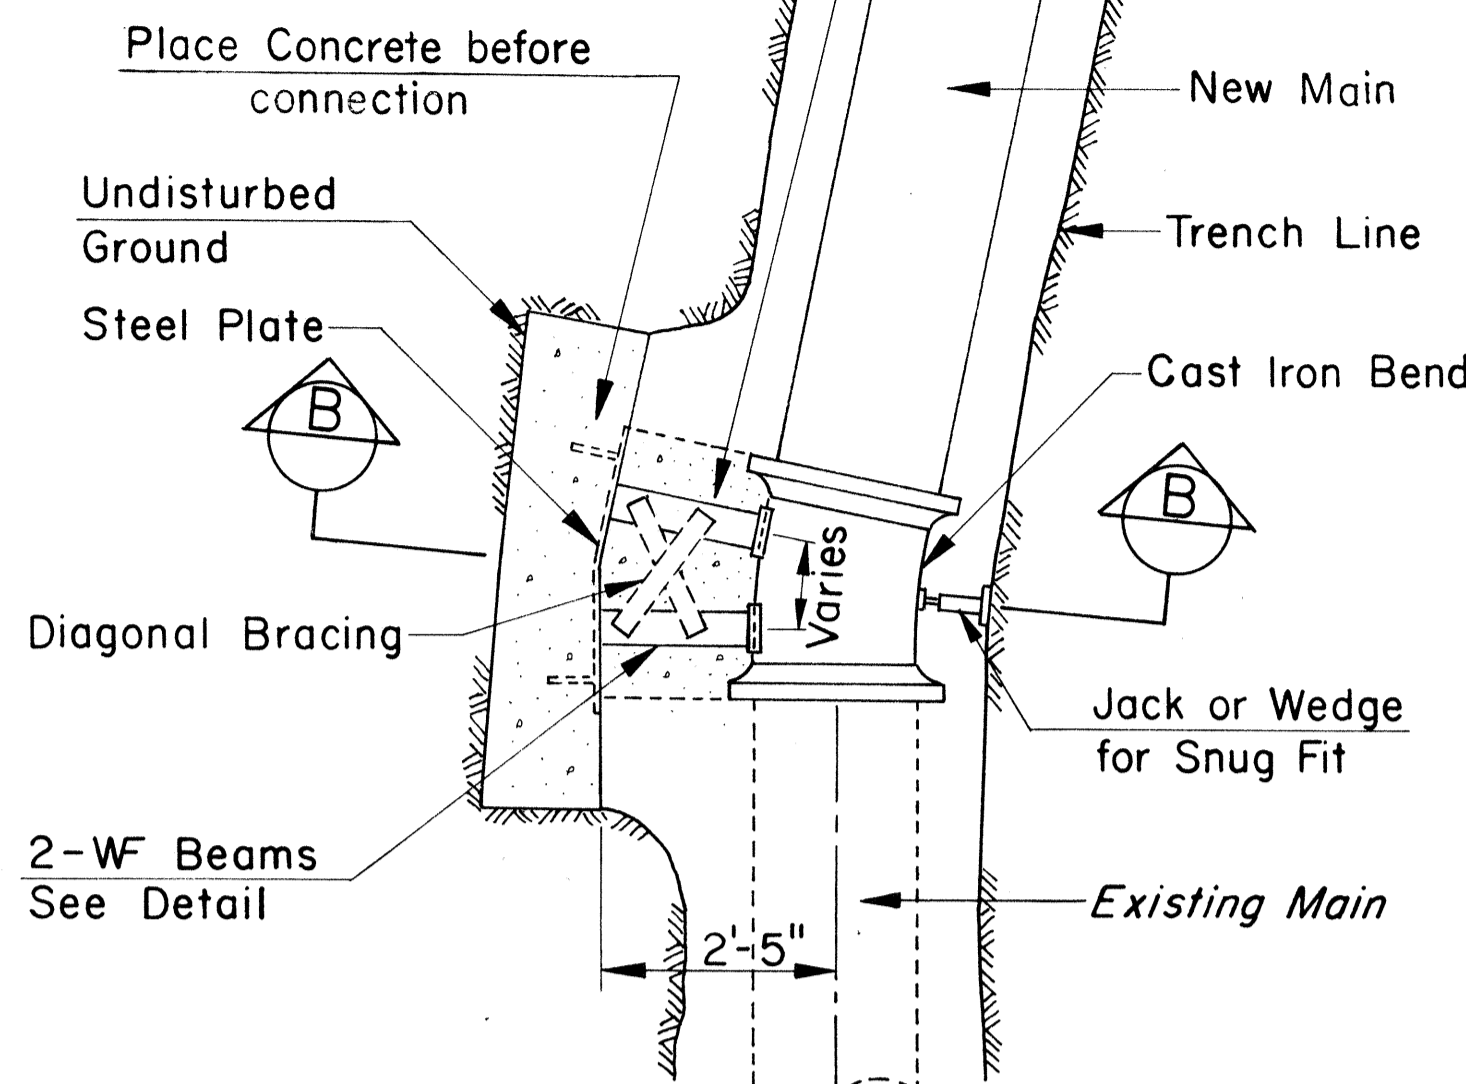 Place Concrete before
connection
New Main
Undisturbed
Ground
Trench Line
Steel Plate
Cast Iron Bend
B
B
Varies
Diagonal Bracing
Jack or Wedge
for Snug Fit
2-WF Beams
See Detail
Existing Main
2'-5"